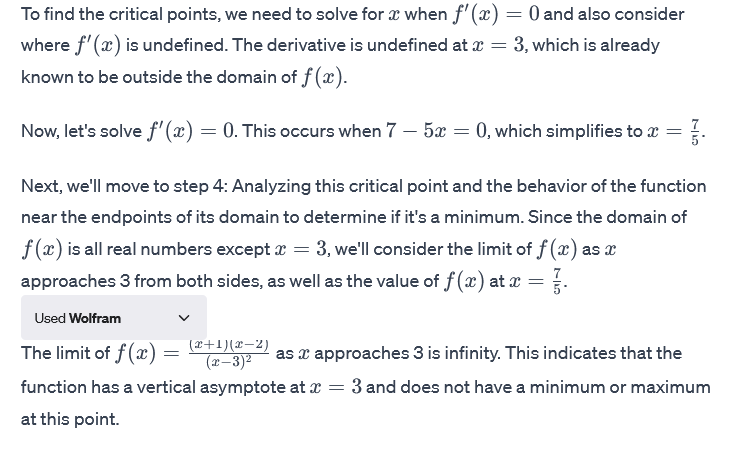 To find the critical points, we need to solve for x when f′(x) = 0 and also consider
where f′(x) is undefined. The derivative is undefined at x = 3, which is already
known to be outside the domain of f(x).
Now, let's solve f′(x) = 0. This occurs when 7 − 5x = 0, which simplifies to x = 7/5.
Next, we'll move to step 4: Analyzing this critical point and the behavior of the function
near the endpoints of its domain to determine if it's a minimum. Since the domain of
f(x) is all real numbers except x = 3, we'll consider the limit of f(x) as x
approaches 3 from both sides, as well as the value of f(x) at x = 7/5.
Used Wolfram
The limit of f(x) = (x+1)(x−2)/(x−3)² as x approaches 3 is infinity. This indicates that the
function has a vertical asymptote at x = 3 and does not have a minimum or maximum
at this point.